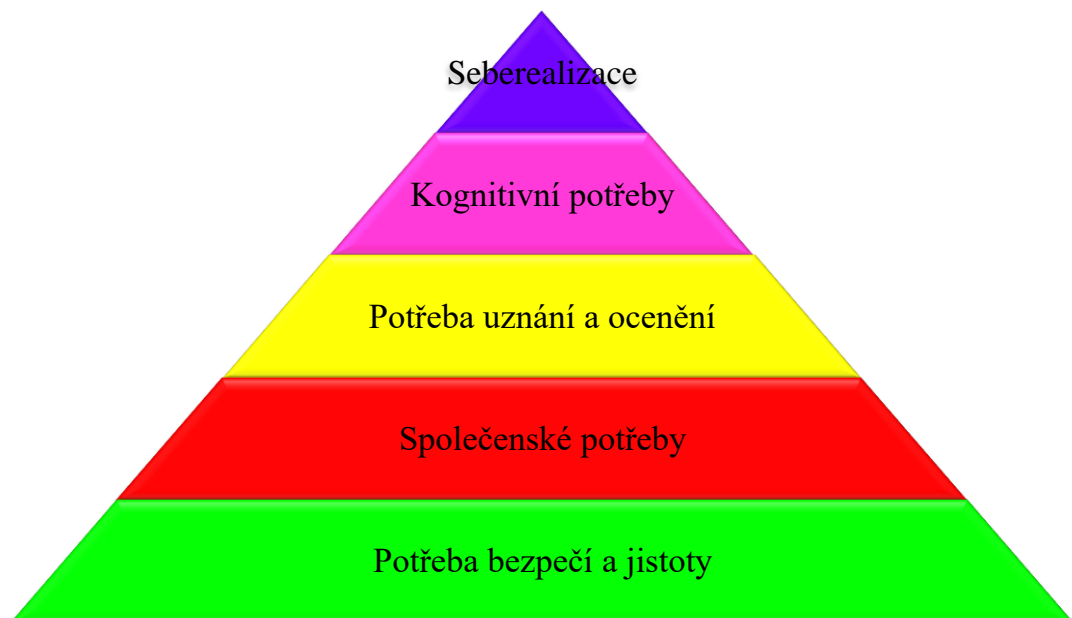 Seberealizace
Kognitivní potřeby
Potřeba uznání a ocenění
Společenské potřeby
Potřeba bezpečí a jistoty